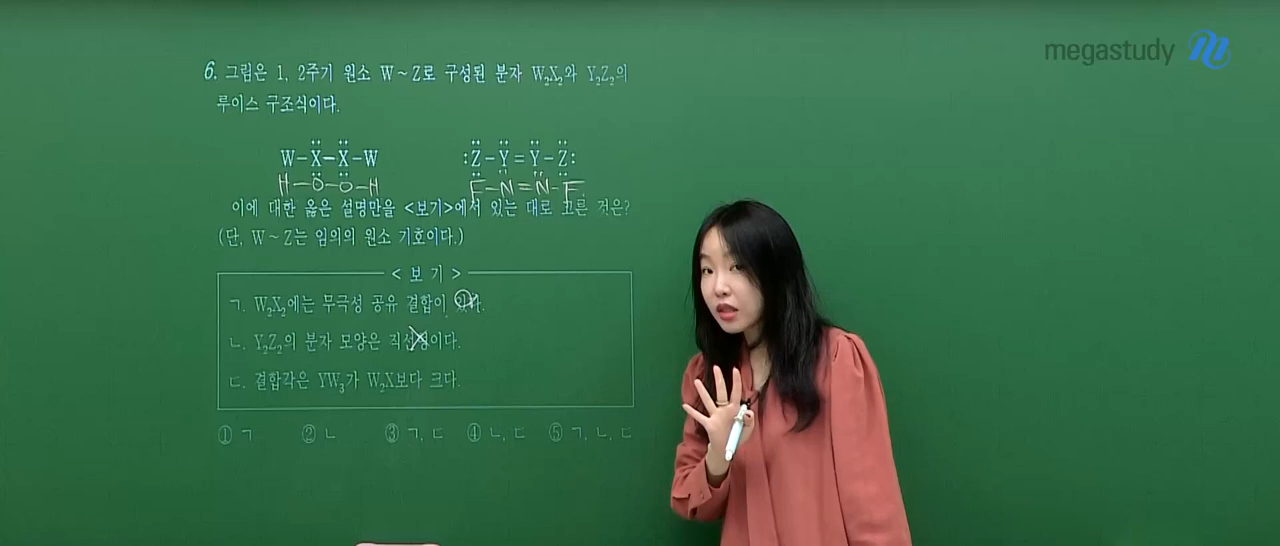 megastudy
6. 그림은 1, 2주기 원소 W~Z로 구성된 분자 W₂X₂와 Y₂Z₂의
루이스 구조식이다.
W-X-X-W :Z-Y=Y-Z:
H-O-O-H F-N=N-F
이에 대한 옳은 설명만을 <보기>에서 있는 대로 고른 것은?
(단, W~Z는 임의의 원소 기호이다.)
<보 기>
ㄱ. W₂X₂에는 무극성 공유 결합이 있다.
ㄴ. Y₂Z₂의 분자 모양은 직선형이다.
ㄷ. 결합각은 YW₃가 W₂X보다 크다.
① ㄱ ② ㄴ ③ ㄱ, ㄷ ④ ㄴ, ㄷ ⑤ ㄱ, ㄴ, ㄷ